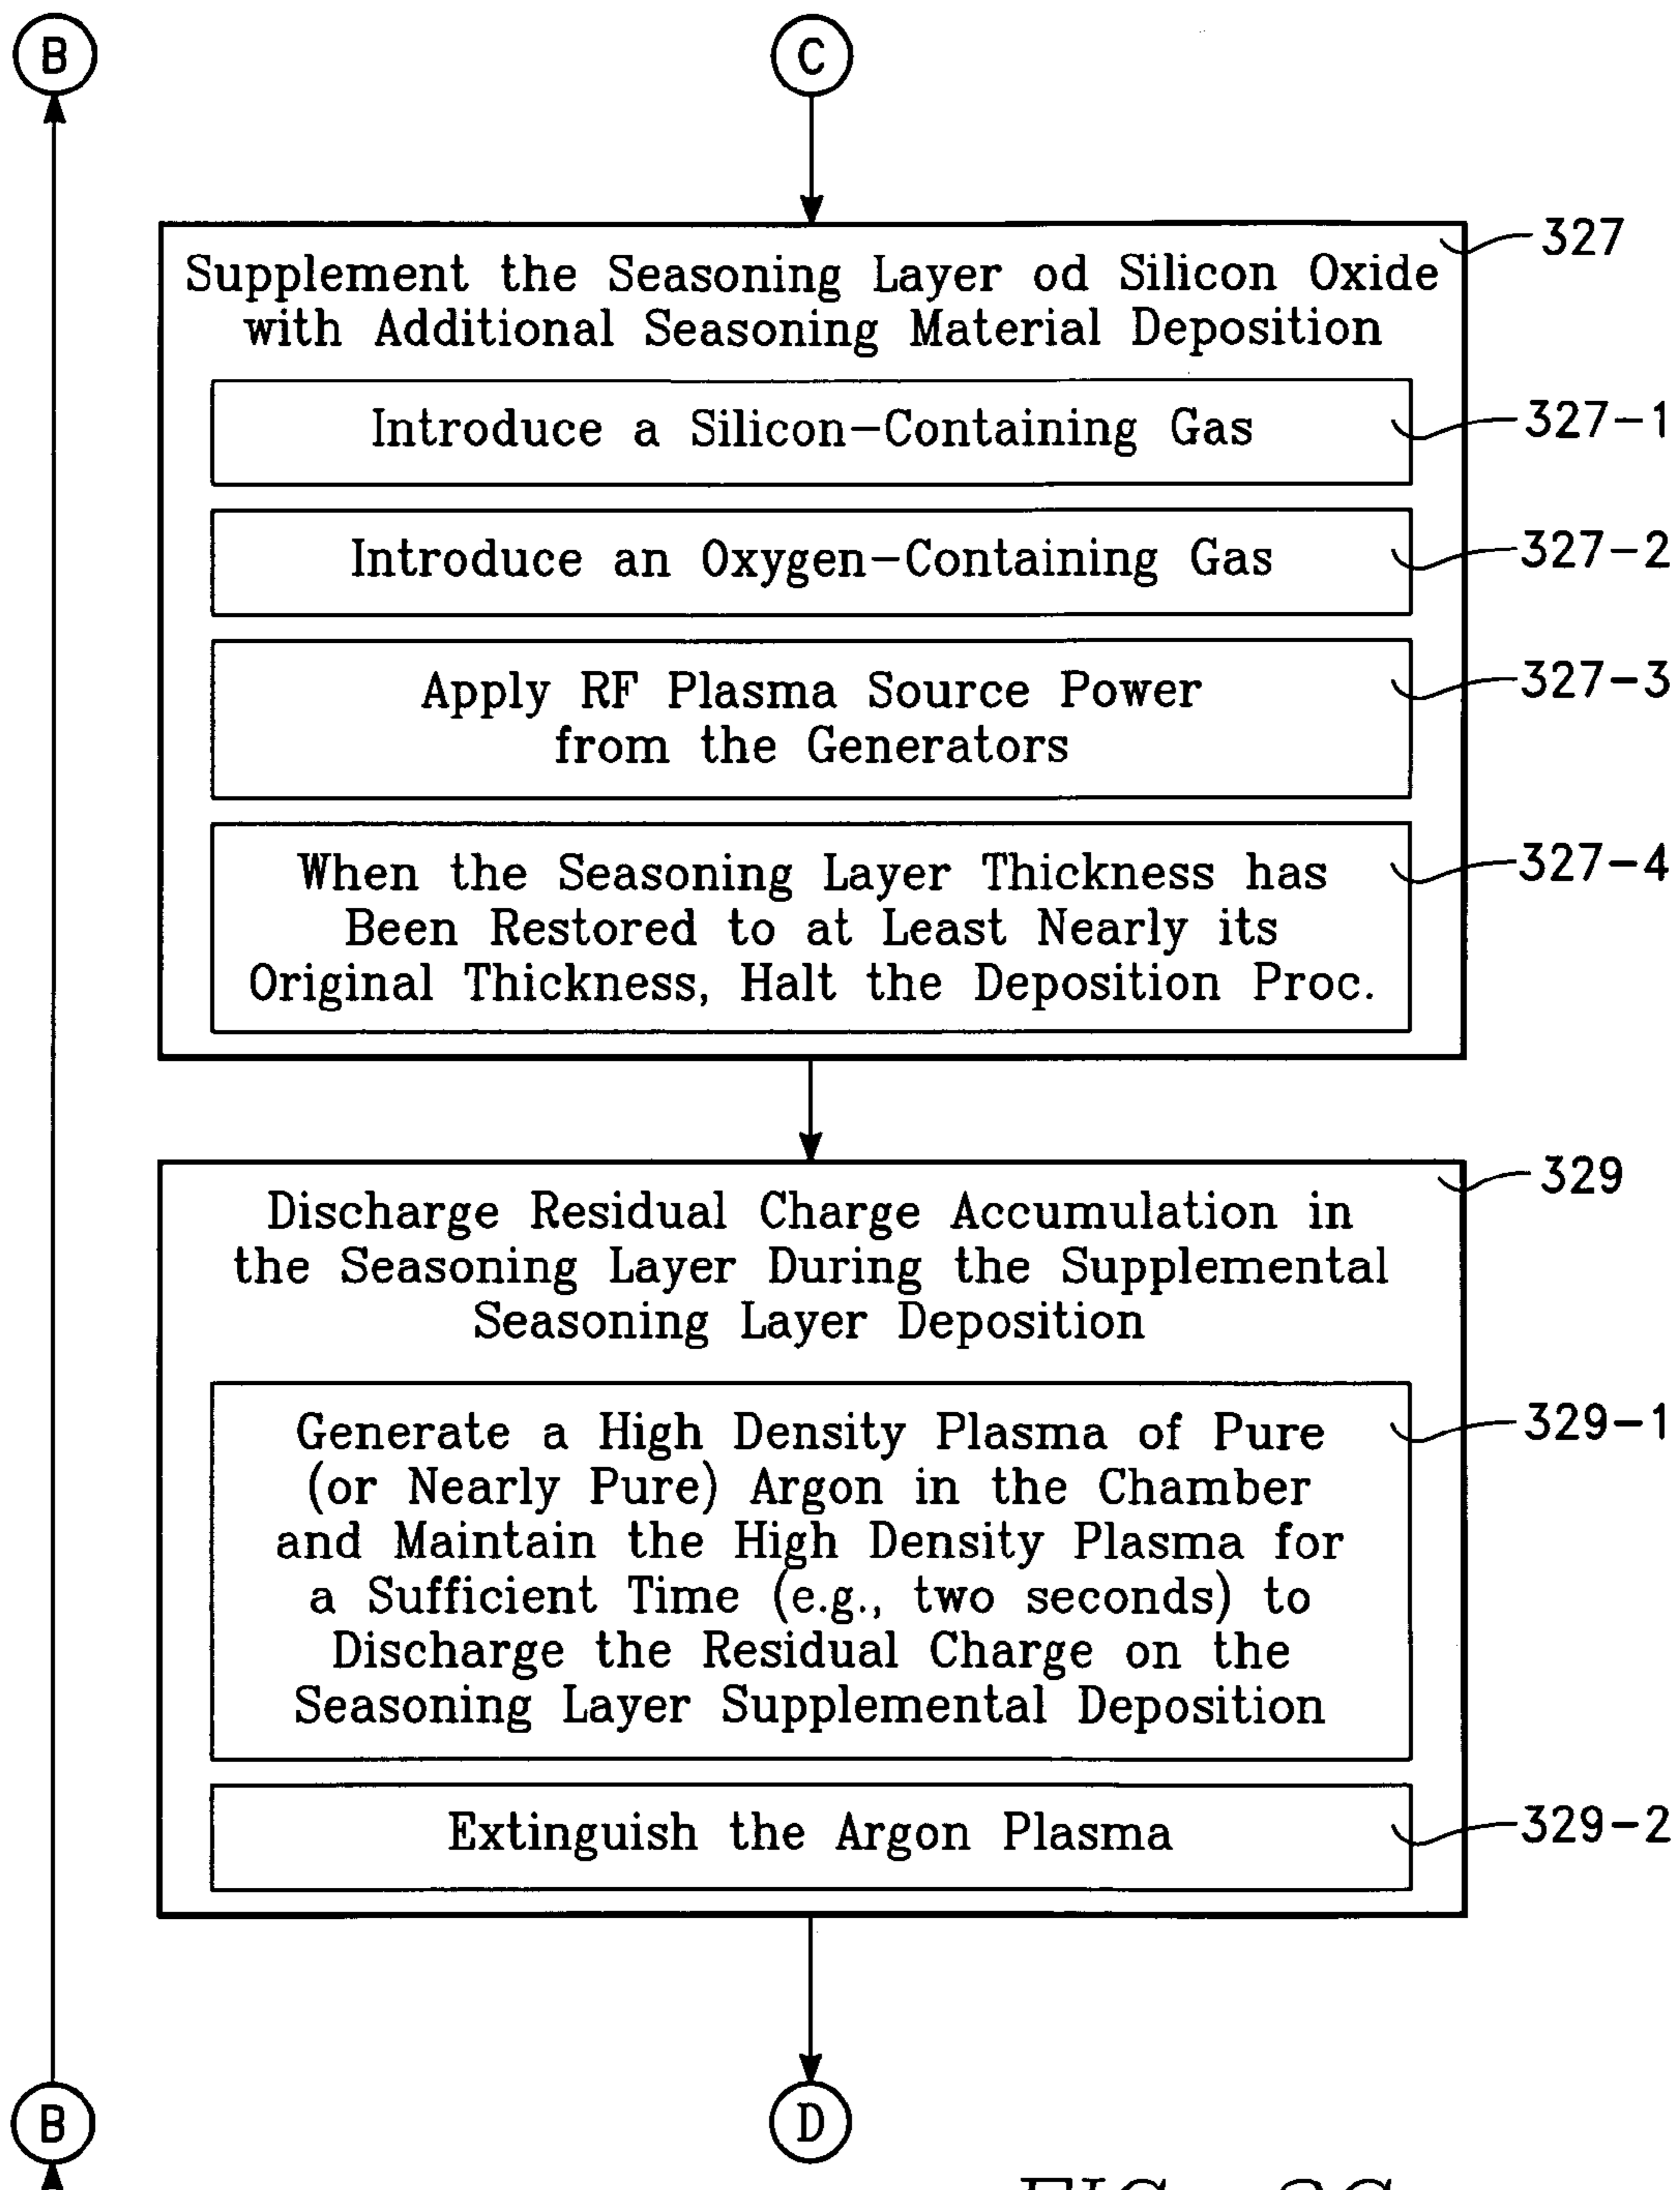 B
C
327
Supplement the Seasoning Layer od Silicon Oxide
with Additional Seasoning Material Deposition
Introduce a Silicon-Containing Gas
327-1
Introduce an Oxygen-Containing Gas
327-2
Apply RF Plasma Source Power
from the Generators
327-3
When the Seasoning Layer Thickness has
Been Restored to at Least Nearly its
Original Thickness, Halt the Deposition Proc.
327-4
329
Discharge Residual Charge Accumulation in
the Seasoning Layer During the Supplemental
Seasoning Layer Deposition
Generate a High Density Plasma of Pure
(or Nearly Pure) Argon in the Chamber
and Maintain the High Density Plasma for
a Sufficient Time (e.g., two seconds) to
Discharge the Residual Charge on the
Seasoning Layer Supplemental Deposition
329-1
Extinguish the Argon Plasma
329-2
B
D